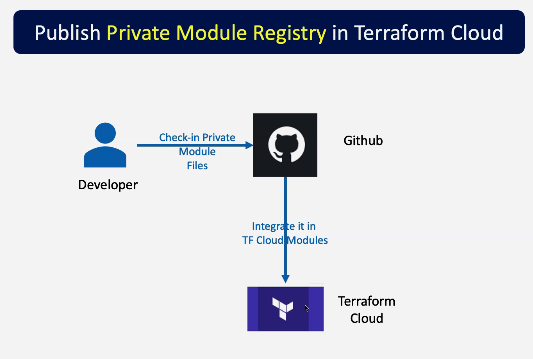 Publish Private Module Registry in Terraform Cloud
Check-in Private
Module
Files
Github
Developer
Integrate it in
TF Cloud Modules
Terraform
Cloud